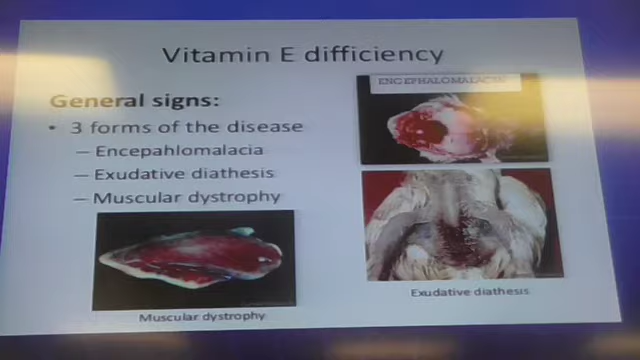 Vitamin E difficiency
General signs:
• 3 forms of the disease
– Encepahlomalacia
– Exudative diathesis
– Muscular dystrophy
ENCEPHALOMALACIA
Muscular dystrophy
Exudative diathesis